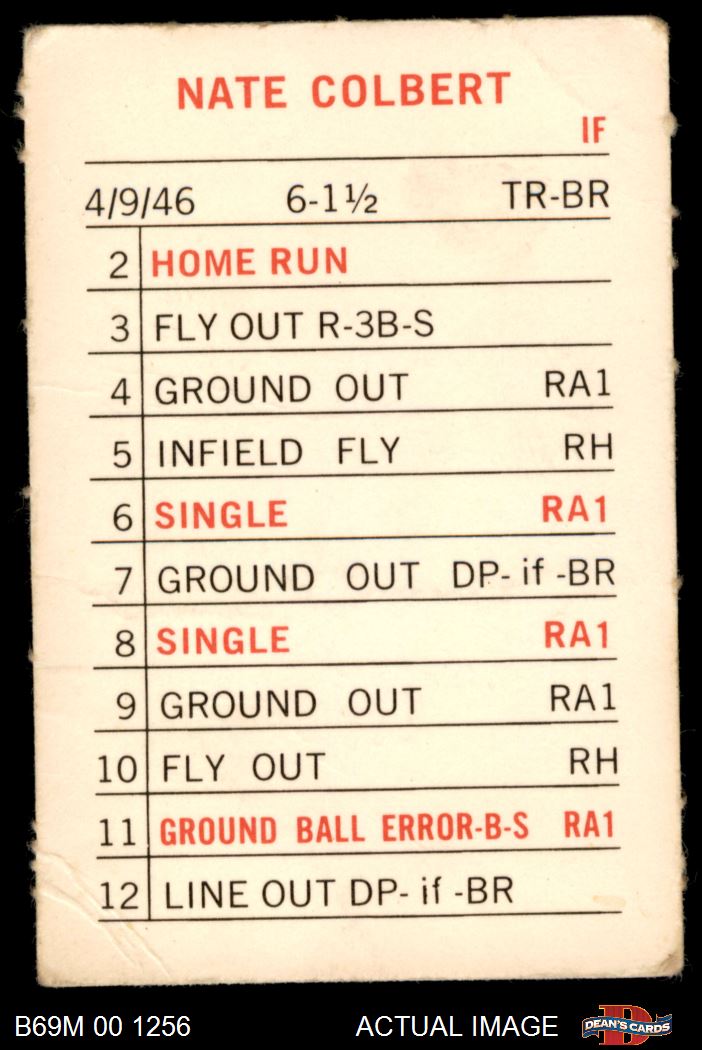 NATE COLBERT
IF
4/9/46 6-1½ TR-BR
2 HOME RUN
3 FLY OUT R-3B-S
4 GROUND OUT RA1
5 INFIELD FLY RH
6 SINGLE RA1
7 GROUND OUT DP- if -BR
8 SINGLE RA1
9 GROUND OUT RA1
10 FLY OUT RH
11 GROUND BALL ERROR-B-S RA1
12 LINE OUT DP- if -BR
B69M 00 1256 ACTUAL IMAGE DEAN'S CARDS